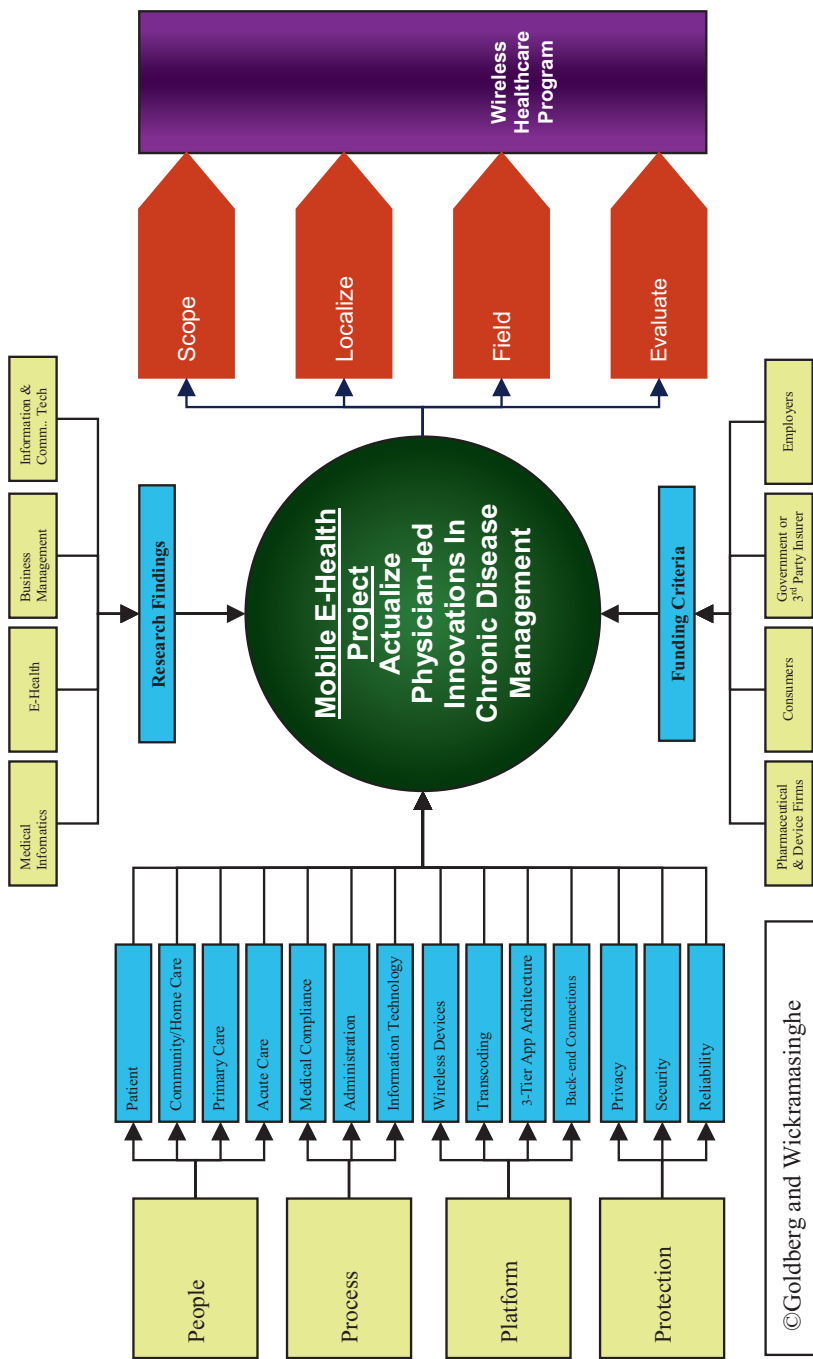 Medical
Infomatics
E-Health
Business
Management
Information &
Comm.. Tech
Research Findings
People
Process
Platform
Protection
Patient
Community/Home Care
Primary Care
Acute Care
Medical Compliance
Administration
Information Technology
Wireless Devices
Transcoding
3-Tier App Architecture
Back-end Connections
Privacy
Security
Reliability
Mobile E-Health
Project
Actualize
Physician-led
Innovations In
Chronic Disease
Management
Scope
Localize
Field
Evaluate
Wireless
Healthcare
Program
Funding Criteria
Pharmaceutical
& Device Firms
Consumers
Government or
3rd Party Insurer
Employers
©Goldberg and Wickramasinghe